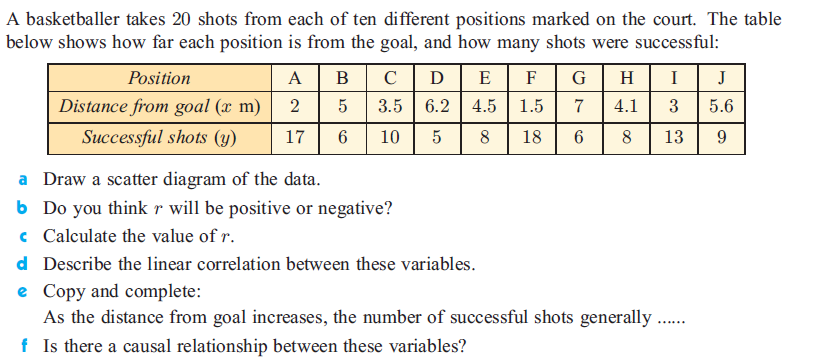 A basketballer takes 20 shots from each of ten different positions marked on the court. The table
below shows how far each position is from the goal, and how many shots were successful:
Position A B C D E F G H I J
Distance from goal (x m) 2 5 3.5 6.2 4.5 1.5 7 4.1 3 5.6
Successful shots (y) 17 6 10 5 8 18 6 8 13 9
a Draw a scatter diagram of the data.
b Do you think r will be positive or negative?
c Calculate the value of r.
d Describe the linear correlation between these variables.
e Copy and complete:
As the distance from goal increases, the number of successful shots generally ......
f Is there a causal relationship between these variables?